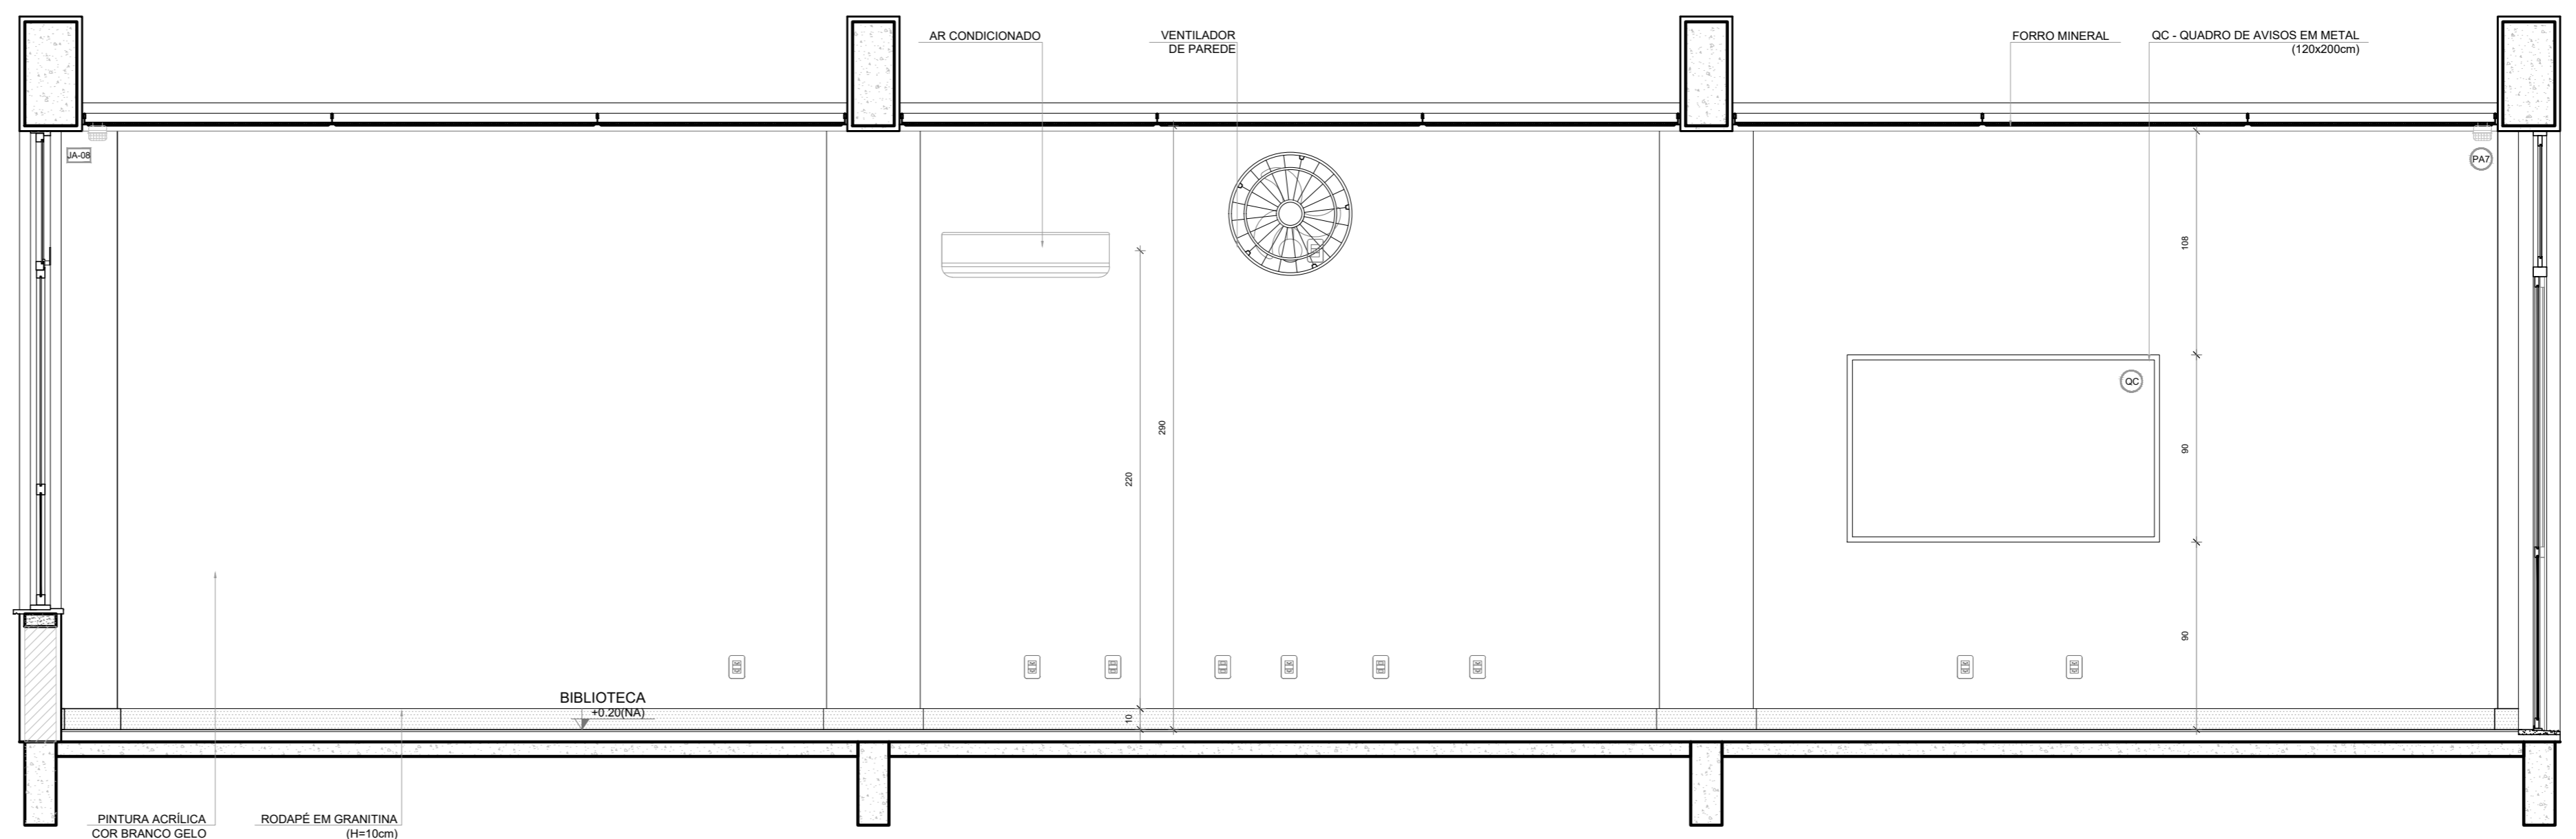 AR CONDICIONADO
VENTILADOR
DE PAREDE
FORRO MINERAL
QC - QUADRO DE AVISOS EM METAL
(120x200cm)
JA-08
PA7
108
QC
290
90
220
90
BIBLIOTECA
+0.20(NA)
10
PINTURA ACRÍLICA
COR BRANCO GELO
RODAPÉ EM GRANITINA
(H=10cm)